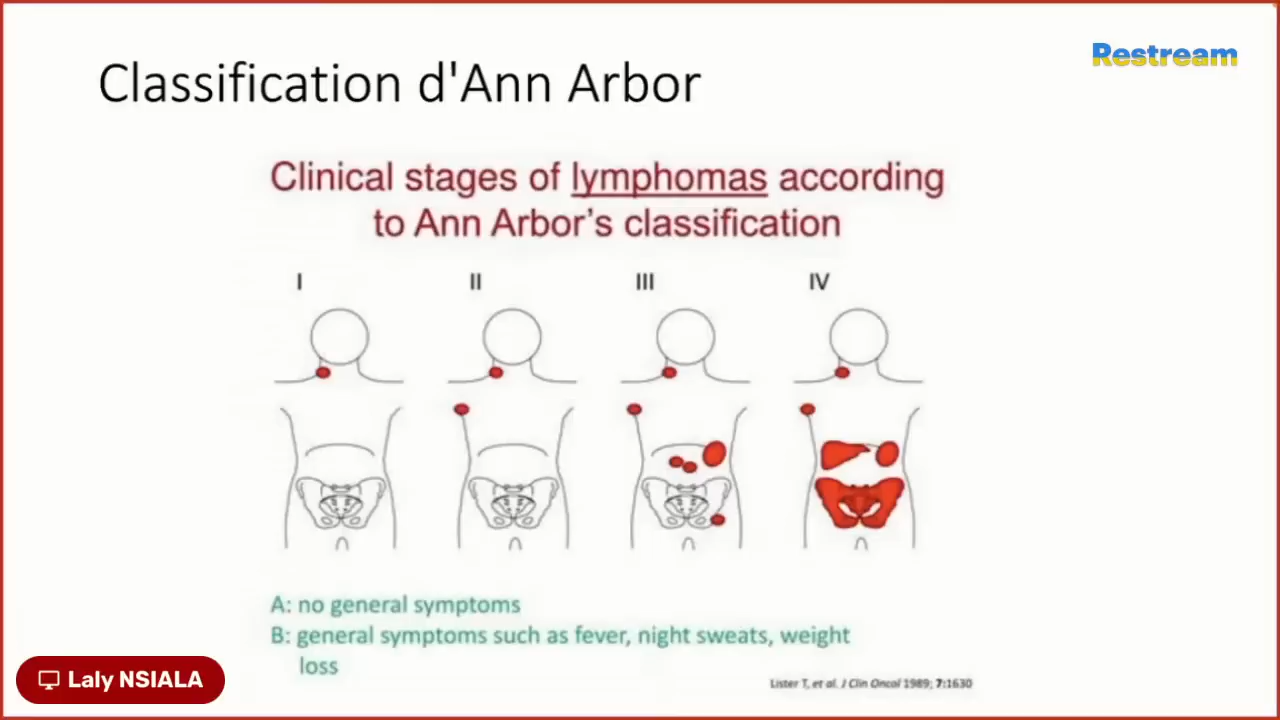 Restream
Classification d'Ann Arbor
Clinical stages of lymphomas according
to Ann Arbor's classification
I II III IV
A: no general symptoms
B: general symptoms such as fever, night sweats, weight
loss
Laly NSIALA
Lister T, et al. J Clin Oncol 1989; 7:1630